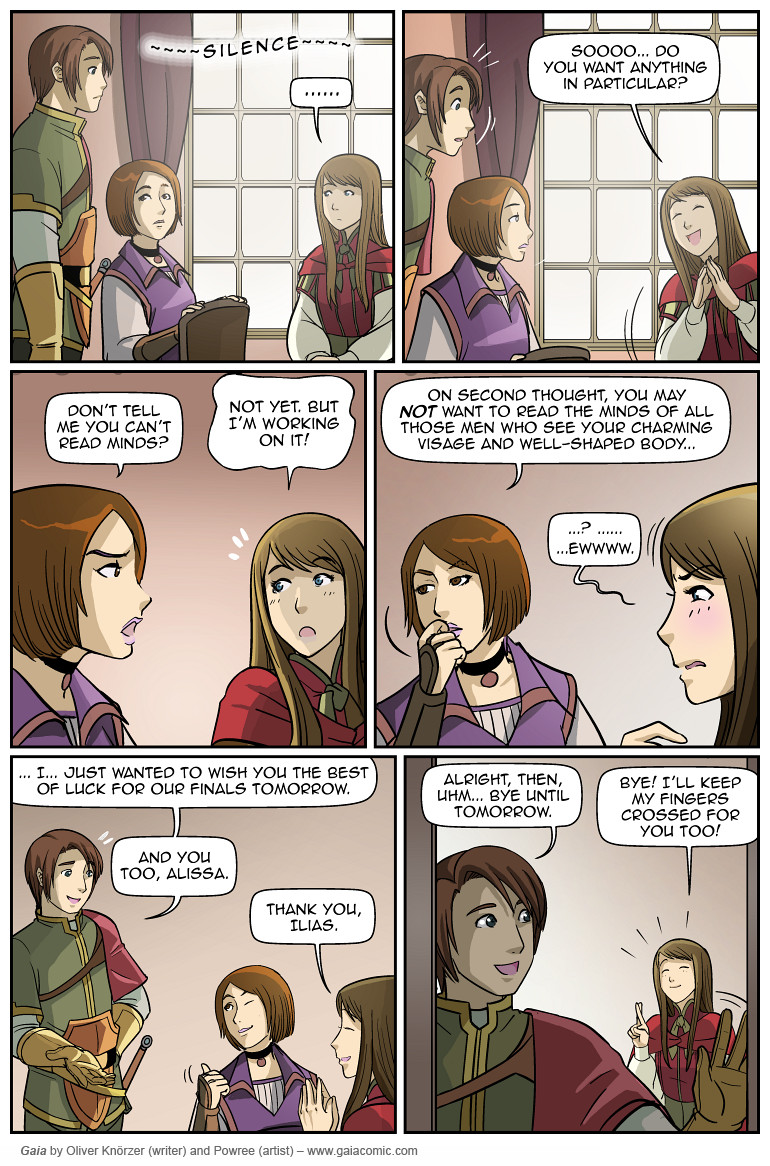 ~~~~SILENCE~~~~
......
SOOOO... DO
YOU WANT ANYTHING
IN PARTICULAR?
DON'T TELL
ME YOU CAN'T
READ MINDS?
NOT YET. BUT
I'M WORKING
ON IT!
ON SECOND THOUGHT, YOU MAY
NOT WANT TO READ THE MINDS OF ALL
THOSE MEN WHO SEE YOUR CHARMING
VISAGE AND WELL-SHAPED BODY...
...? ......
...EWWWW.
... I... JUST WANTED TO WISH YOU THE BEST
OF LUCK FOR OUR FINALS TOMORROW.
AND YOU
TOO, ALISSA.
THANK YOU,
ILIAS.
ALRIGHT, THEN,
UHM... BYE UNTIL
TOMORROW.
BYE! I'LL KEEP
MY FINGERS
CROSSED FOR
YOU TOO!
Gaia by Oliver Knörzer (writer) and Powree (artist) – www.gaiacomic.com